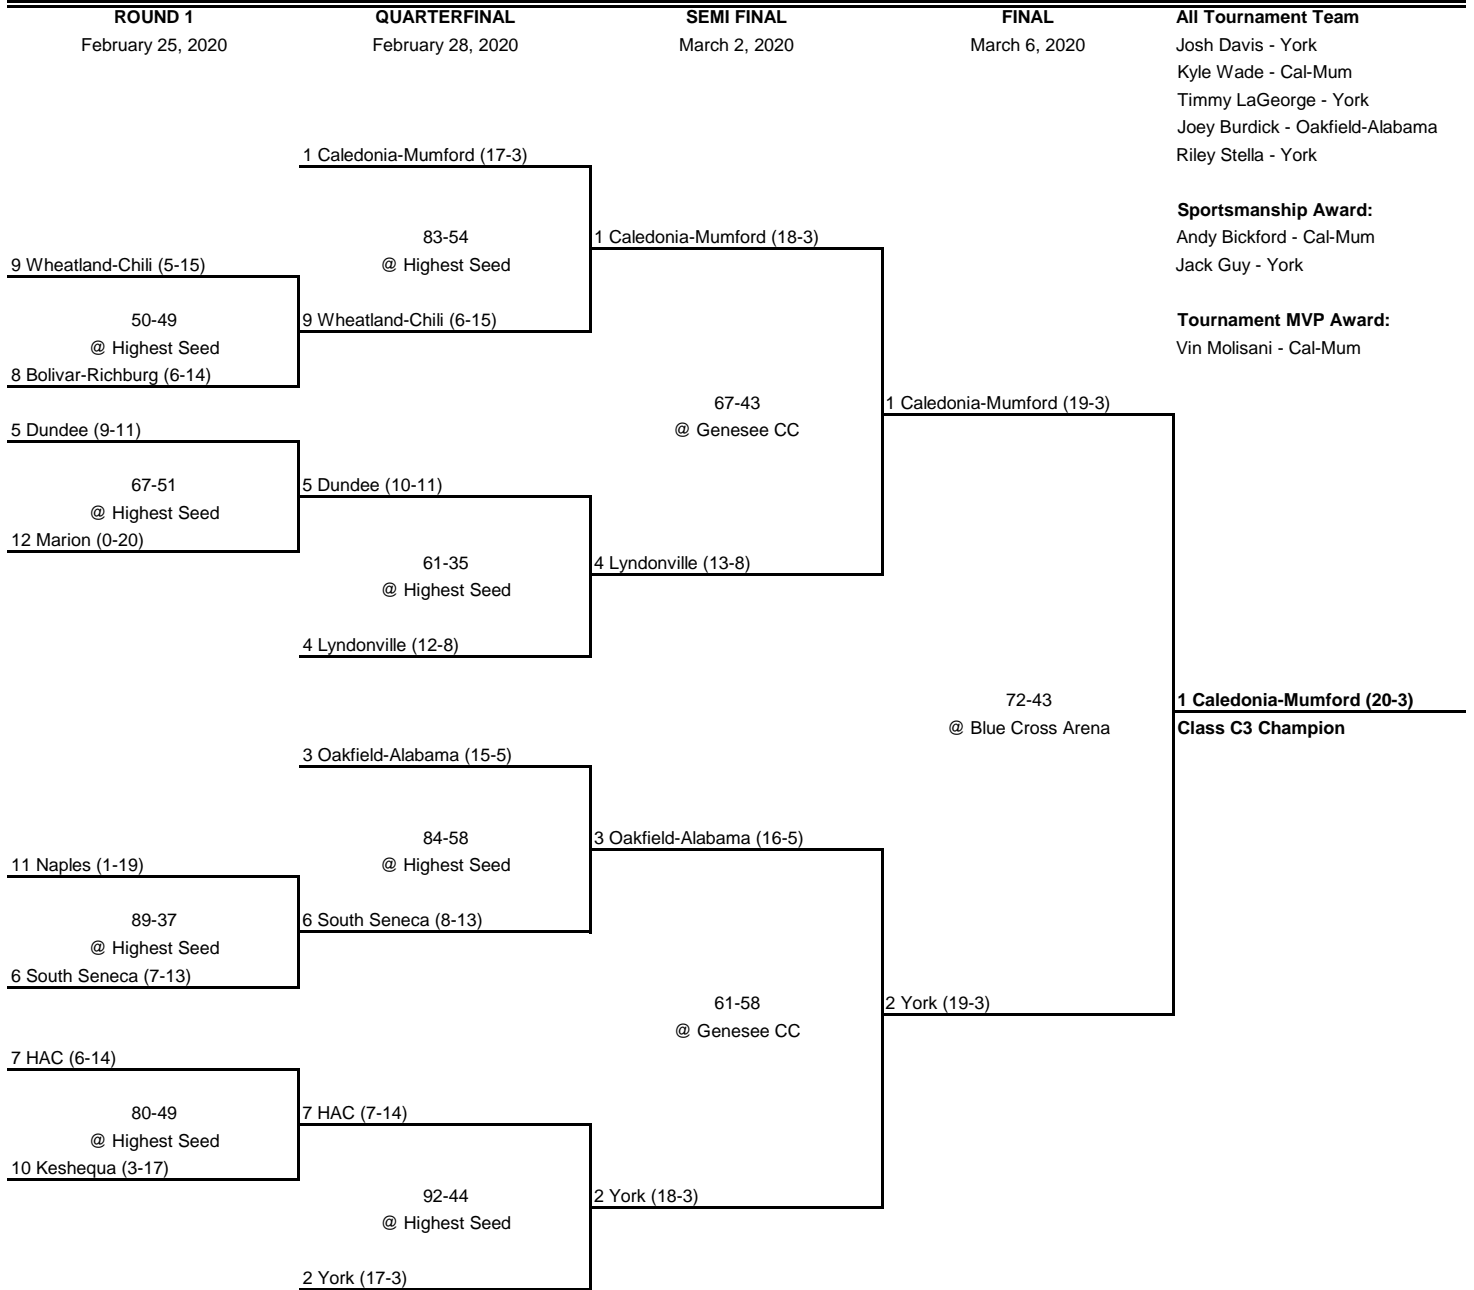 ROUND 1
February 25, 2020
QUARTERFINAL
February 28, 2020
SEMI FINAL
March 2, 2020
FINAL
March 6, 2020
All Tournament Team
Josh Davis - York
Kyle Wade - Cal-Mum
Timmy LaGeorge - York
Joey Burdick - Oakfield-Alabama
Riley Stella - York
Sportsmanship Award:
Andy Bickford - Cal-Mum
Jack Guy - York
Tournament MVP Award:
Vin Molisani - Cal-Mum
9 Wheatland-Chili (5-15)
50-49
@ Highest Seed
8 Bolivar-Richburg (6-14)
5 Dundee (9-11)
67-51
@ Highest Seed
12 Marion (0-20)
11 Naples (1-19)
89-37
@ Highest Seed
6 South Seneca (7-13)
7 HAC (6-14)
80-49
@ Highest Seed
10 Keshequa (3-17)
1 Caledonia-Mumford (17-3)
83-54
@ Highest Seed
9 Wheatland-Chili (6-15)
5 Dundee (10-11)
61-35
@ Highest Seed
4 Lyndonville (12-8)
3 Oakfield-Alabama (15-5)
84-58
@ Highest Seed
6 South Seneca (8-13)
7 HAC (7-14)
92-44
@ Highest Seed
2 York (17-3)
1 Caledonia-Mumford (18-3)
67-43
@ Genesee CC
4 Lyndonville (13-8)
3 Oakfield-Alabama (16-5)
61-58
@ Genesee CC
2 York (18-3)
1 Caledonia-Mumford (19-3)
72-43
@ Blue Cross Arena
2 York (19-3)
1 Caledonia-Mumford (20-3)
Class C3 Champion